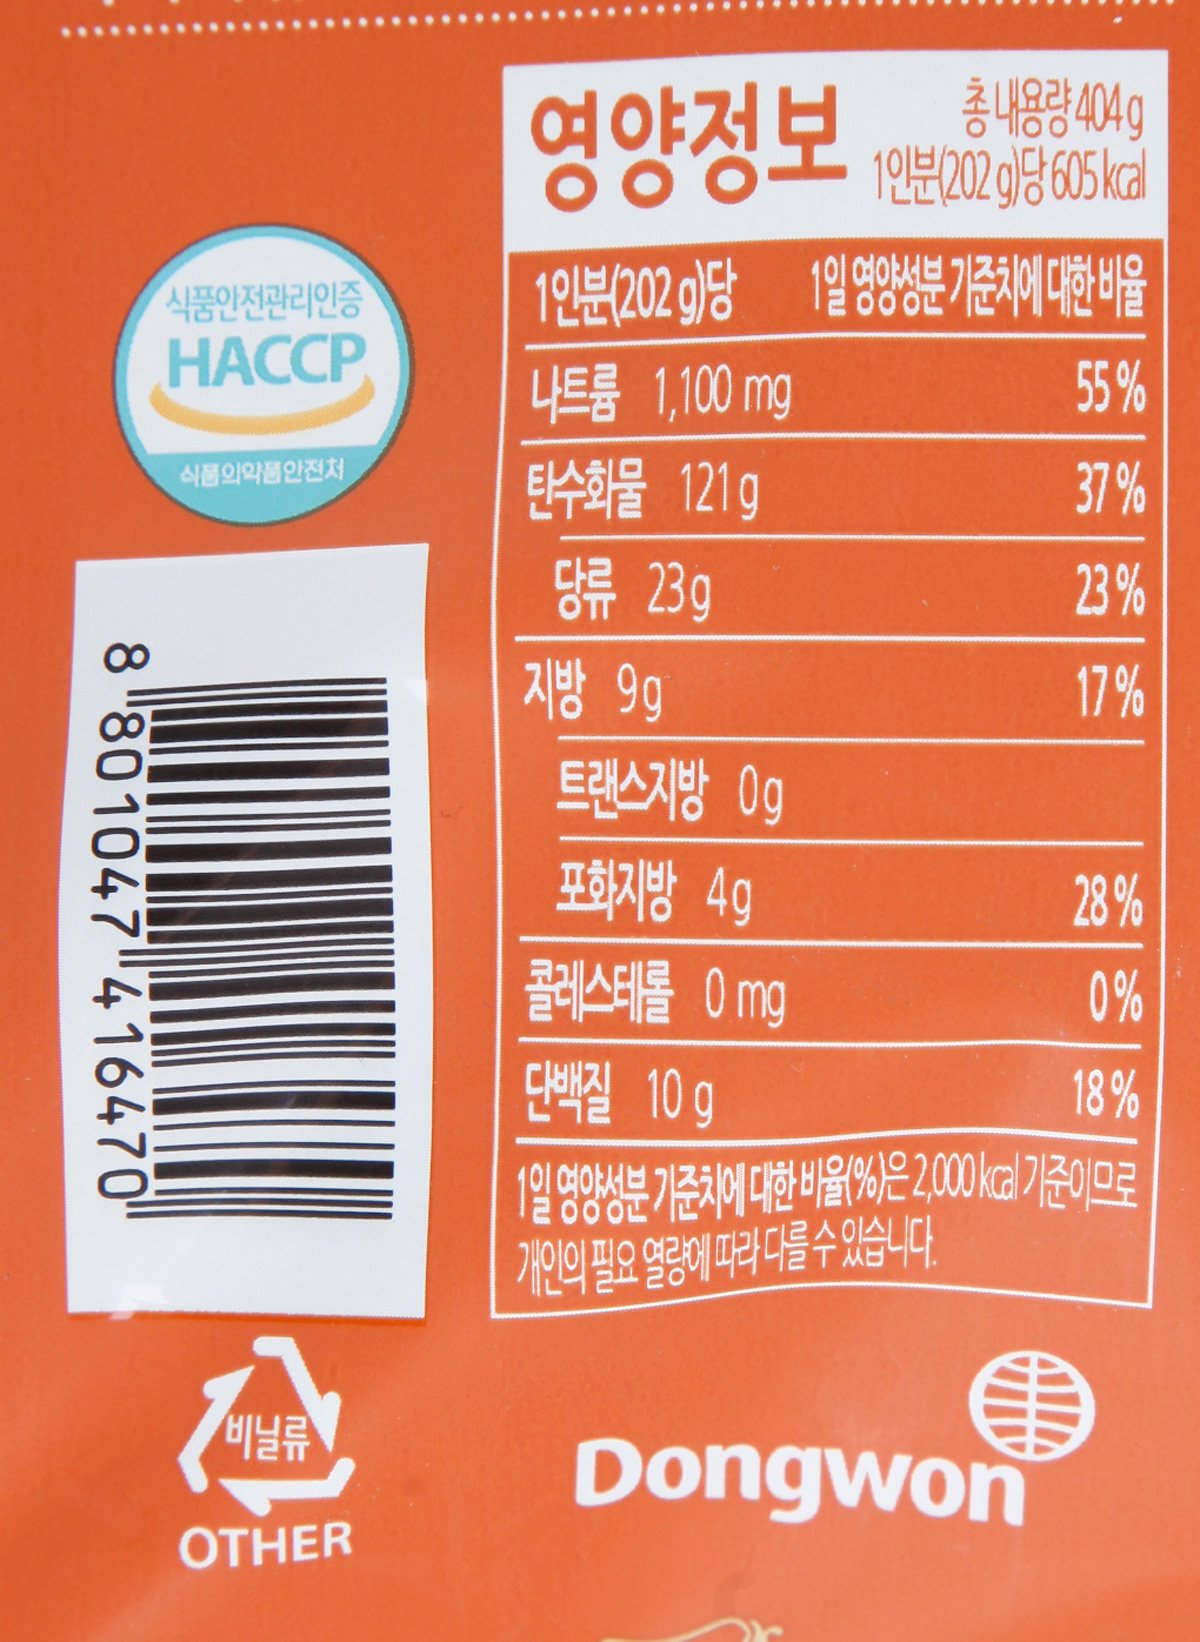 영양정보
총 내용량 404 g
1인분(202 g)당 605 kcal
1인분(202 g)당 1일 영양성분 기준치에 대한 비율
나트륨 1,100 mg 55 %
탄수화물 121 g 37 %
당류 23 g 23 %
지방 9 g 17 %
트랜스지방 0 g
포화지방 4 g 28 %
콜레스테롤 0 mg 0 %
단백질 10 g 18 %
1일 영양성분 기준치에 대한 비율(%)은 2,000 kcal 기준이므로
개인의 필요 열량에 따라 다를 수 있습니다.
식품안전관리인증
HACCP
식품의약품안전처
8 801047 416470
비닐류
OTHER
Dongwon